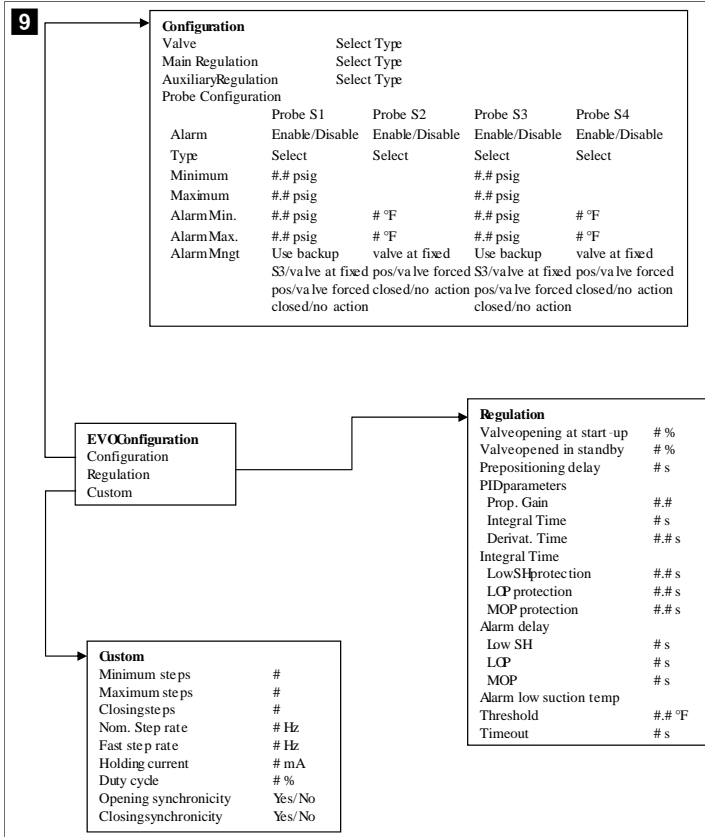 9
Configuration
Valve Select Type
Main Regulation Select Type
AuxiliaryRegulation Select Type
Probe Configuration
Probe S1 Probe S2 Probe S3 Probe S4
Alarm Enable/Disable Enable/Disable Enable/Disable Enable/Disable
Type Select Select Select Select
Minimum #.# psig #.# psig
Maximum #.# psig #.# psig
AlarmMin. #.# psig # °F #.# psig # °F
AlarmMax. #.# psig # °F #.# psig # °F
AlarmMngt Use backup valve at fixed Use backup valve at fixed
S3/valve at fixed pos/valve forced S3/valve at fixed pos/valve forced
pos/valve forced closed/no action pos/valve forced closed/no action
closed/no action closed/no action
EVOConfiguration
Configuration
Regulation
Custom
Regulation
Valveopening at start-up # %
Valveopened in standby # %
Prepositioning delay # s
PIDparameters
Prop. Gain #.#
Integral Time # s
Derivat. Time #.# s
Integral Time
LowSHprotection #.# s
LOP protection #.# s
MOP protection #.# s
Alarm delay
Low SH # s
LOP # s
MOP # s
Alarm low suction temp
Threshold #.# °F
Timeout # s
Custom
Minimum steps #
Maximum steps #
Closingsteps #
Nom. Step rate # Hz
Fast step rate # Hz
Holding current # mA
Duty cycle # %
Opening synchronicity Yes/No
Closingsynchronicity Yes/No